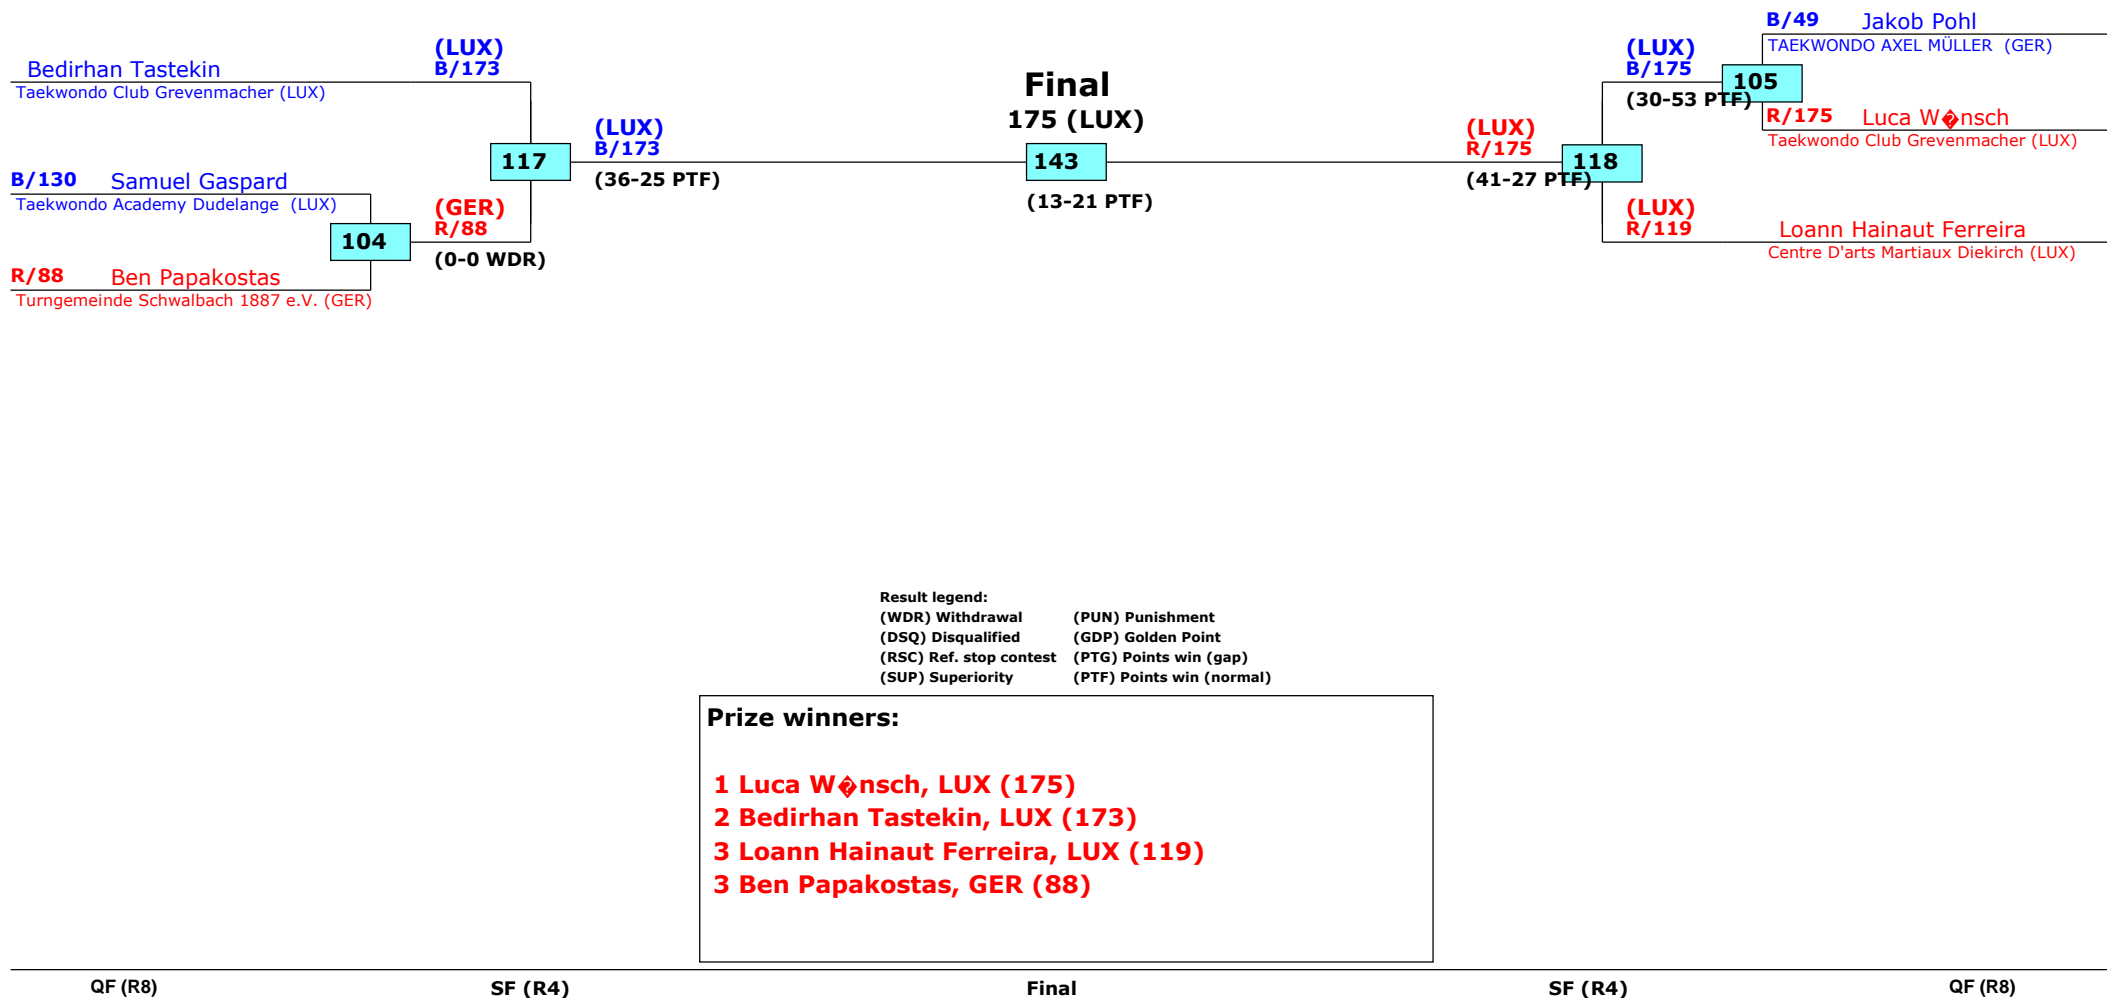 Bedirhan Tastekin
Taekwondo Club Grevenmacher (LUX)
(LUX)
B/173
B/130 Samuel Gaspard
Taekwondo Academy Dudelange (LUX)
104
(GER)
R/88
(0-0 WDR)
R/88 Ben Papakostas
Turngemeinde Schwalbach 1887 e.V. (GER)
117
(LUX)
B/173
(36-25 PTF)
Final
175 (LUX)
143
(13-21 PTF)
(LUX)
R/175
(41-27 PTF)
118
(LUX)
B/175
(30-53 PTF)
105
B/49 Jakob Pohl
TAEKWONDO AXEL MÜLLER (GER)
R/175 Luca W�nsch
Taekwondo Club Grevenmacher (LUX)
(LUX)
R/119
Loann Hainaut Ferreira
Centre D'arts Martiaux Diekirch (LUX)
Result legend:
(WDR) Withdrawal (PUN) Punishment
(DSQ) Disqualified (GDP) Golden Point
(RSC) Ref. stop contest (PTG) Points win (gap)
(SUP) Superiority (PTF) Points win (normal)
Prize winners:
1 Luca W�nsch, LUX (175)
2 Bedirhan Tastekin, LUX (173)
3 Loann Hainaut Ferreira, LUX (119)
3 Ben Papakostas, GER (88)
QF (R8) SF (R4) Final SF (R4) QF (R8)